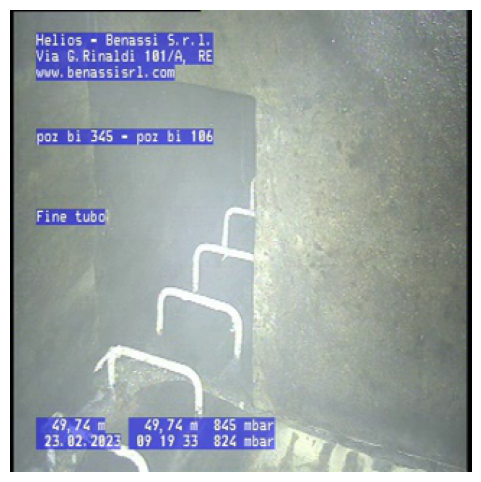 Helios - Benassi S.r.l.
Via G.Rinaldi 101/A, RE
www.benassisrl.com
poz bi 345 - poz bi 106
Fine tubo
49,74 m 49,74 m 845 mbar
23.02.2023 09 19 33 824 mbar